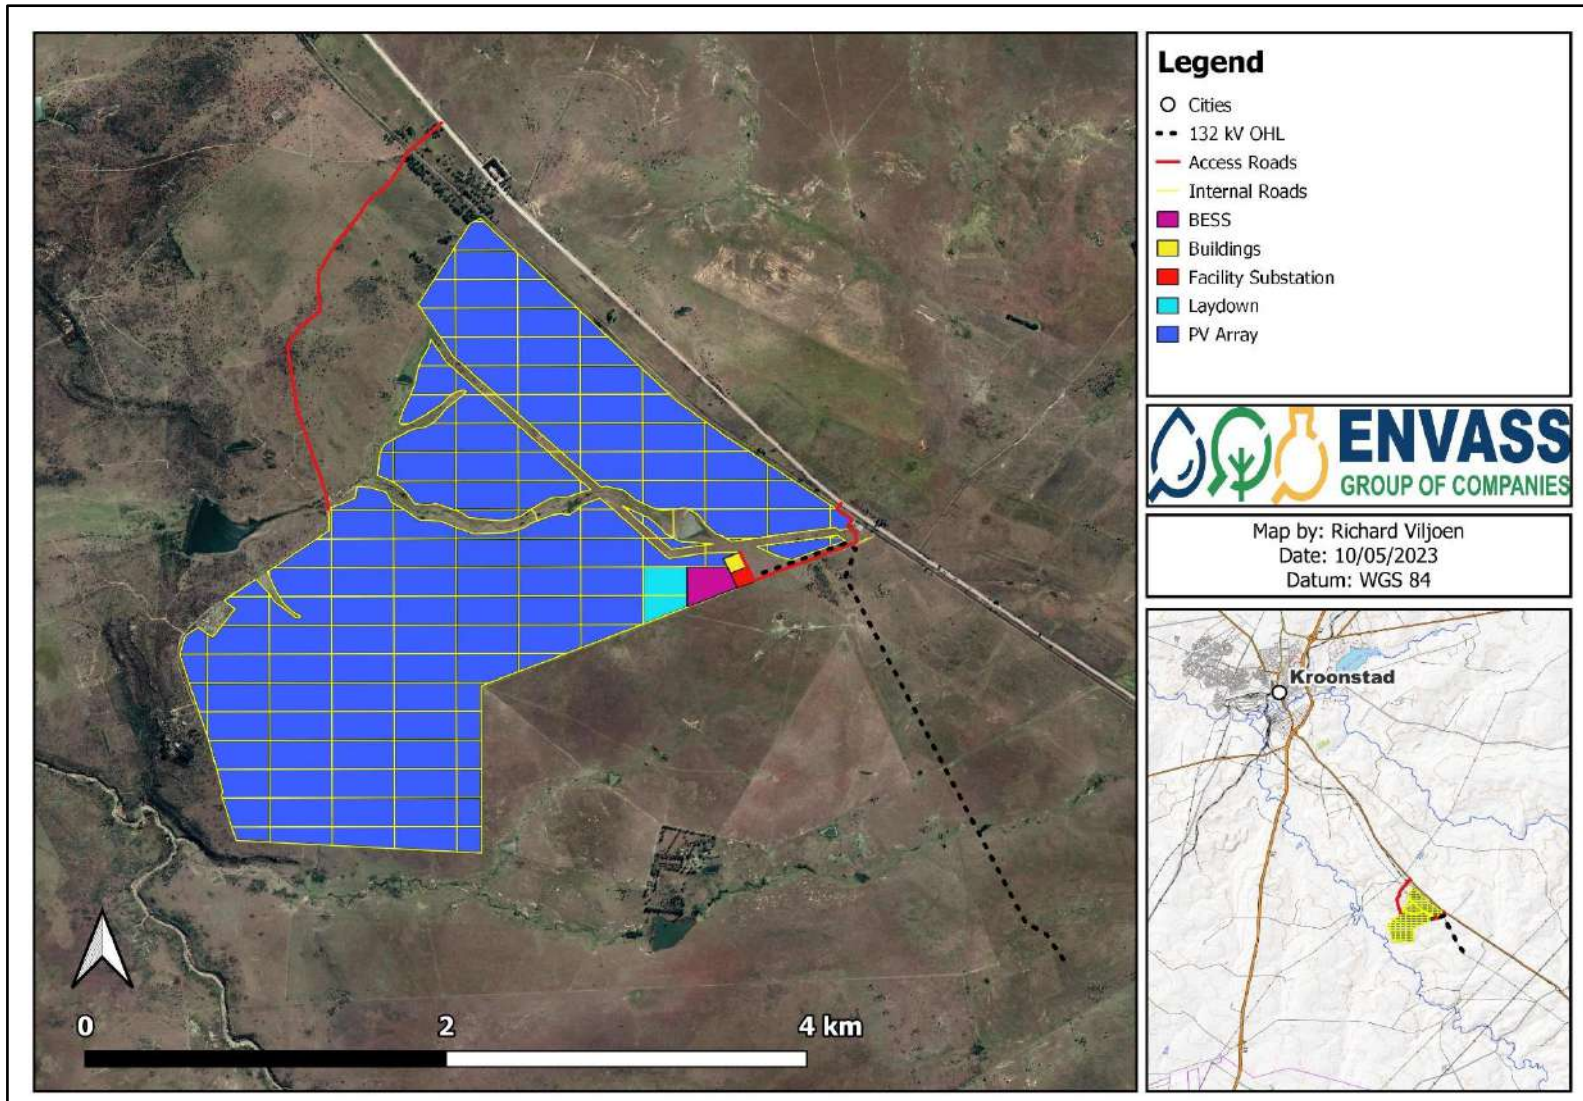 Legend
Cities
132 kV OHL
Access Roads
Internal Roads
BESS
Buildings
Facility Substation
Laydown
PV Array
ENVASS
GROUP OF COMPANIES
Map by: Richard Viljoen
Date: 10/05/2023
Datum: WGS 84
Kroonstad
0 2 4 km